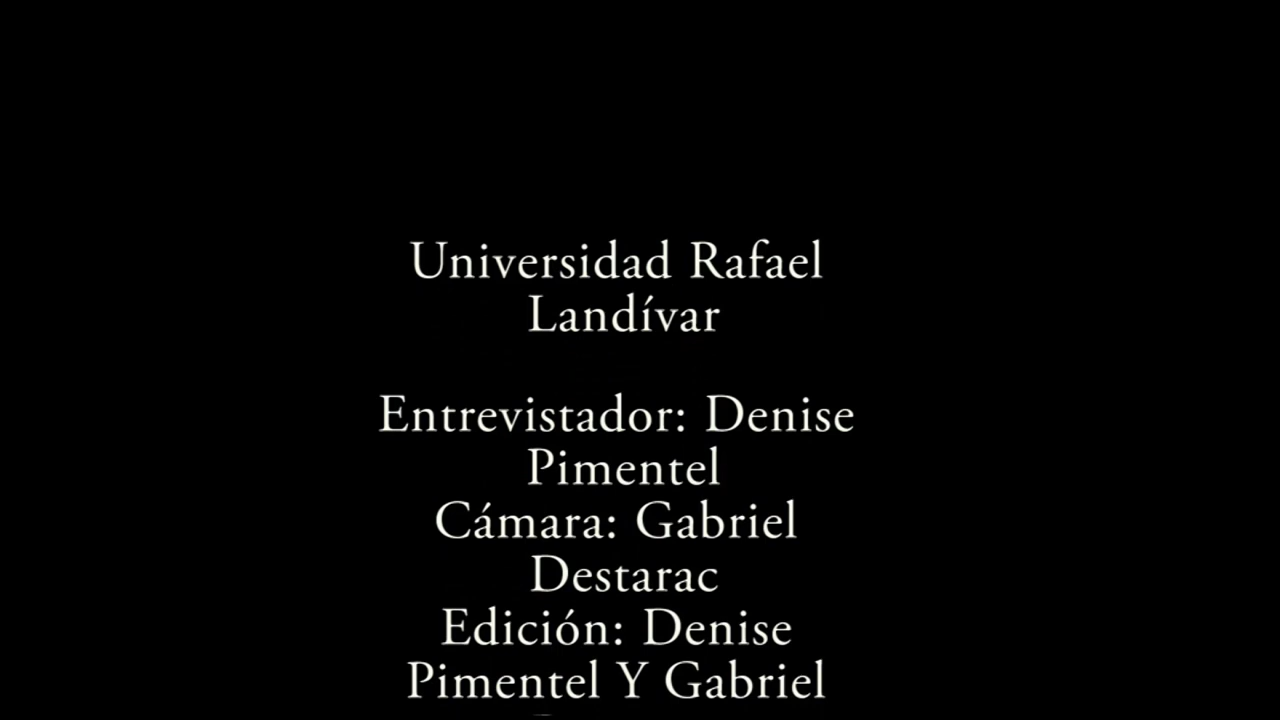 Universidad Rafael
Landívar
Entrevistador: Denise
Pimentel
Cámara: Gabriel
Destarac
Edición: Denise
Pimentel Y Gabriel